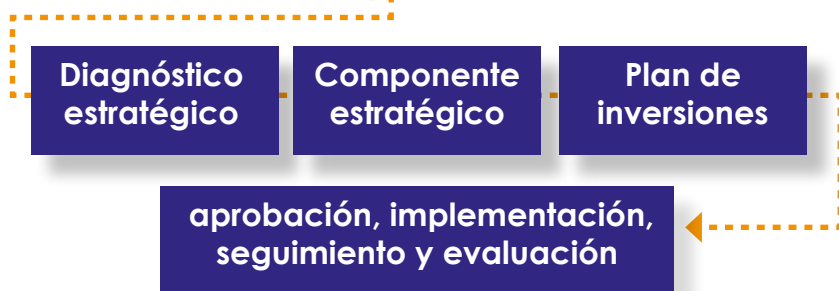 Diagnóstico
estratégico
Componente
estratégico
Plan de
inversiones
aprobación, implementación,
seguimiento y evaluación